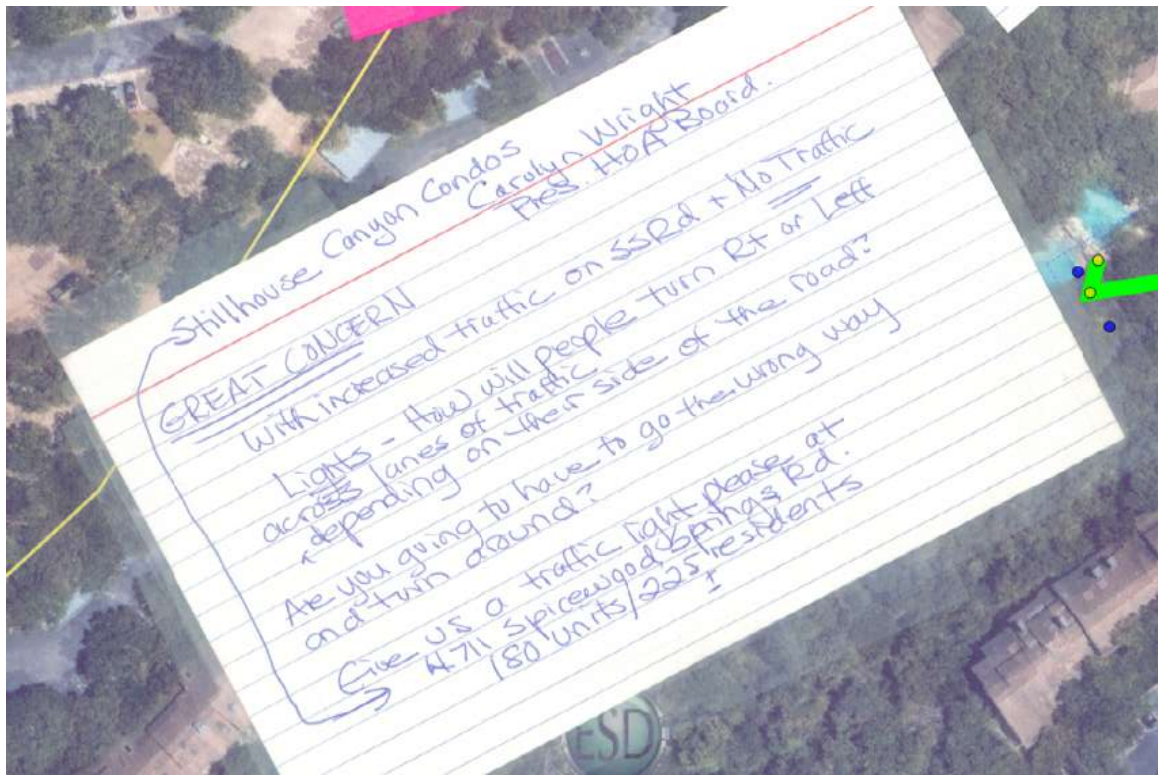 Stillhouse Canyon Condos
Carolyn Wright
Pres. HOA Board.
GREAT CONCERN
with increased traffic on SSRd + No Traffic
Lights - How will people turn Rt or Left
across lanes of traffic
depending on their side of the road?
Are you going to have to go the wrong way
and turn around?
Give us a traffic light please at
4711 Spicewood Springs Rd.
180 units/225 residents
±
ESD